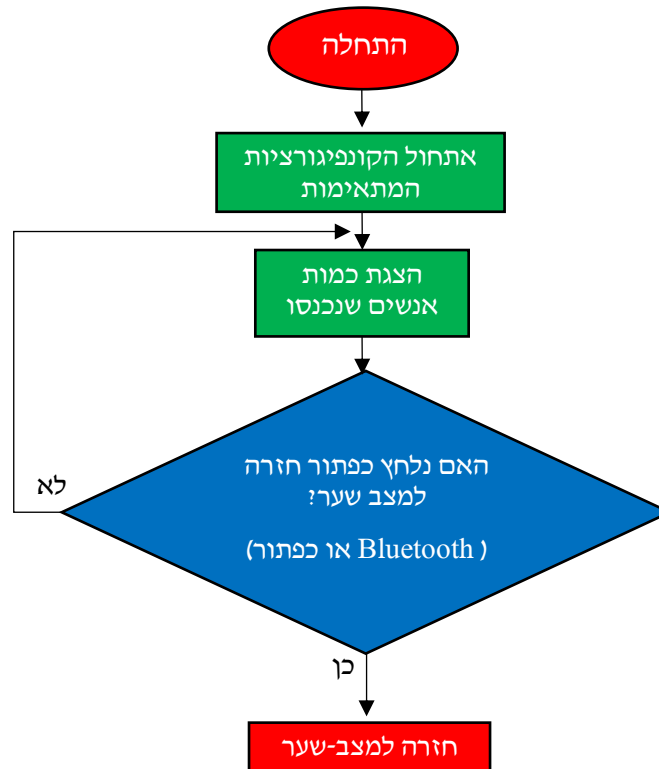 התחלה
אתחול הקונפיגורציות
המתאימות
הצגת כמות
אנשים שנכנסו
האם נלחץ כפתור חזרה
למצב שער?
(Bluetooth או כפתור)
לא
כן
חזרה למצב-שער